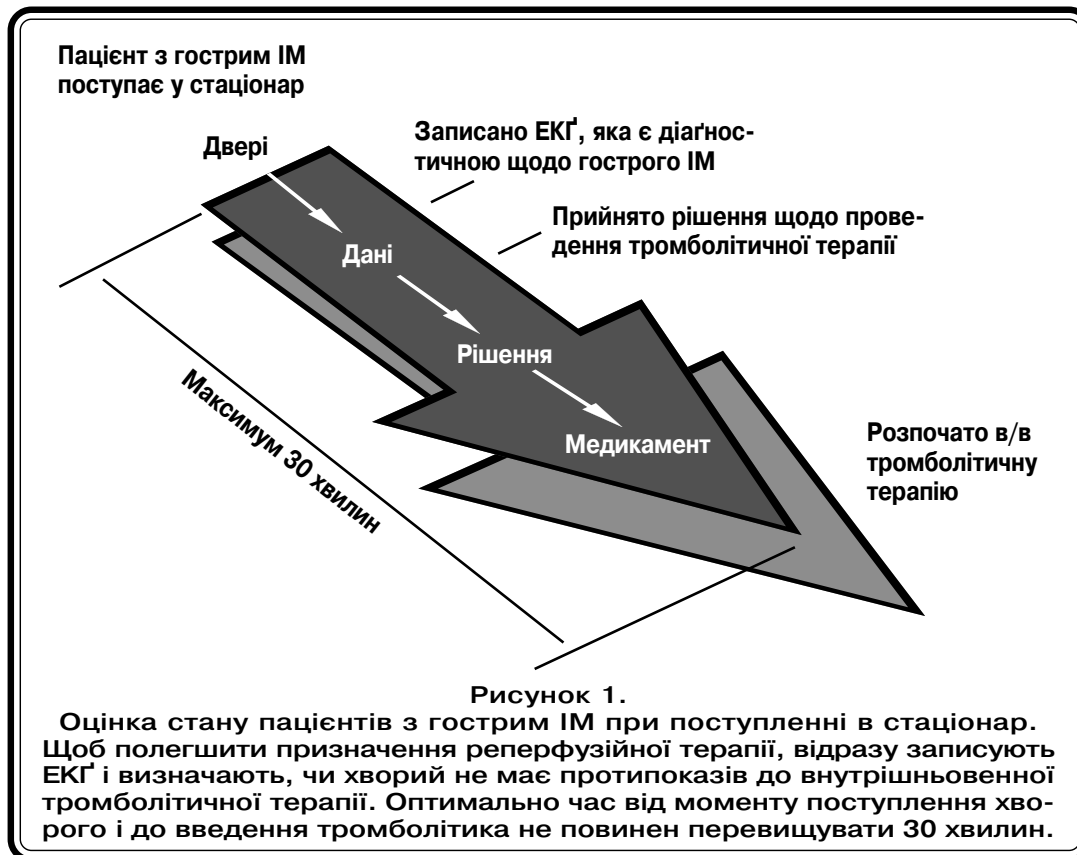 Пацієнт з гострим ІМ
поступає у стаціонар
Двері
Записано ЕКҐ, яка є діаґнос-
тичною щодо гострого ІМ
Прийнято рішення щодо прове-
дення тромболітичної терапії
Дані
Рішення
Медикамент
Максимум 30 хвилин
Розпочато в/в
тромболітичну
терапію
Рисунок 1.
Оцінка стану пацієнтів з гострим ІМ при поступленні в стаціонар.
Щоб полегшити призначення реперфузійної терапії, відразу записують
ЕКҐ і визначають, чи хворий не має протипоказів до внутрішньовенної
тромболітичної терапії. Оптимально час від моменту поступлення хво-
рого і до введення тромболітика не повинен перевищувати 30 хвилин.